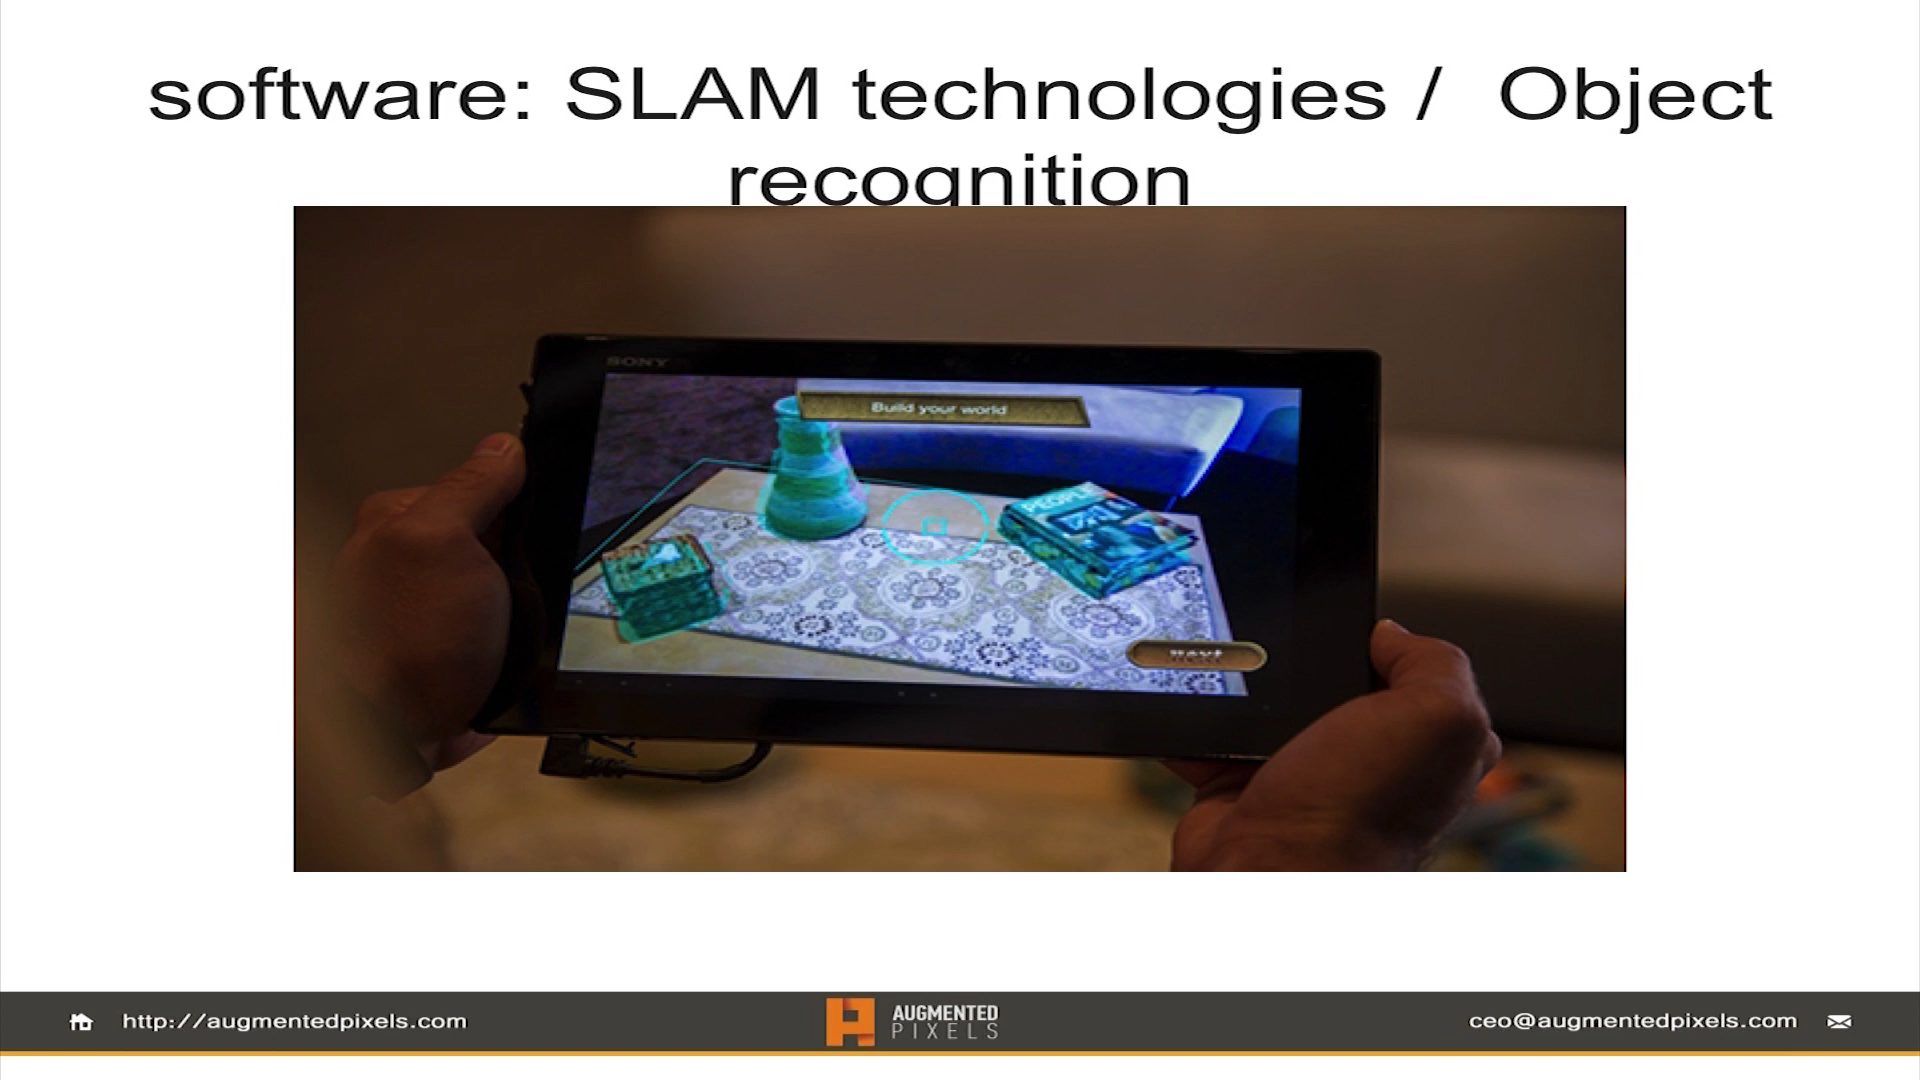 software: SLAM technologies /  Object
recognition
SONY
Build your world
PEOPLE
http://augmentedpixels.com
AUGMENTED
PIXELS
ceo@augmentedpixels.com